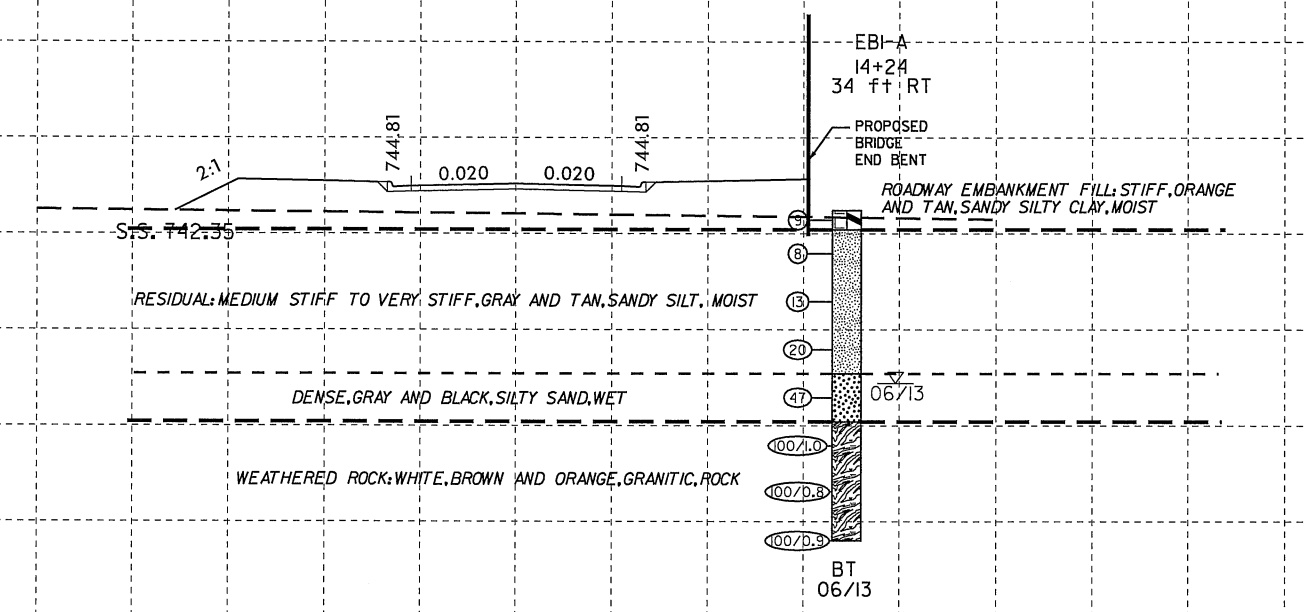 EB1-A
14+24
34 ft RT
PROPOSED
BRIDGE
END BENT
744.81
744.81
2:1
0.020
0.020
ROADWAY EMBANKMENT FILL: STIFF, ORANGE
AND TAN, SANDY SILTY CLAY, MOIST
9
S.S. 742.35
8
RESIDUAL: MEDIUM STIFF TO VERY STIFF, GRAY AND TAN, SANDY SILT, MOIST
13
20
06/13
DENSE, GRAY AND BLACK, SILTY SAND, WET
47
100/1.0
WEATHERED ROCK: WHITE, BROWN AND ORANGE, GRANITIC, ROCK
100/0.8
100/0.9
BT
06/13